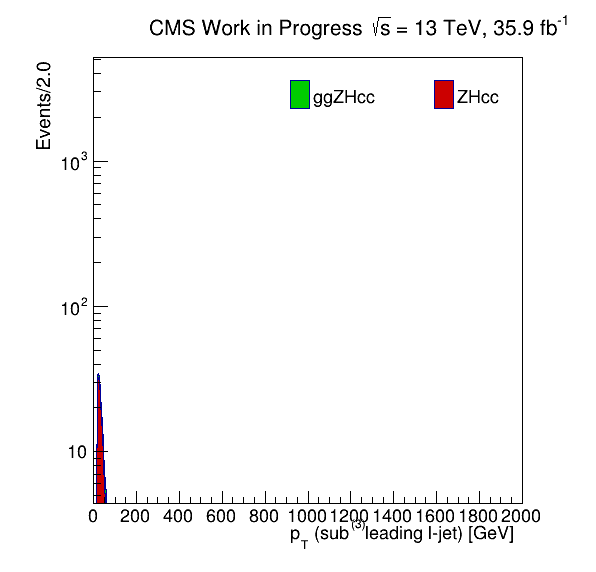 CMS Work in Progress √s = 13 TeV, 35.9 fb⁻¹
Events/2.0
ggZHcc ZHcc
10³
10²
10
0 200 400 600 800 1000 1200 1400 1600 1800 2000
p_T (sub⁽³⁾leading l-jet) [GeV]